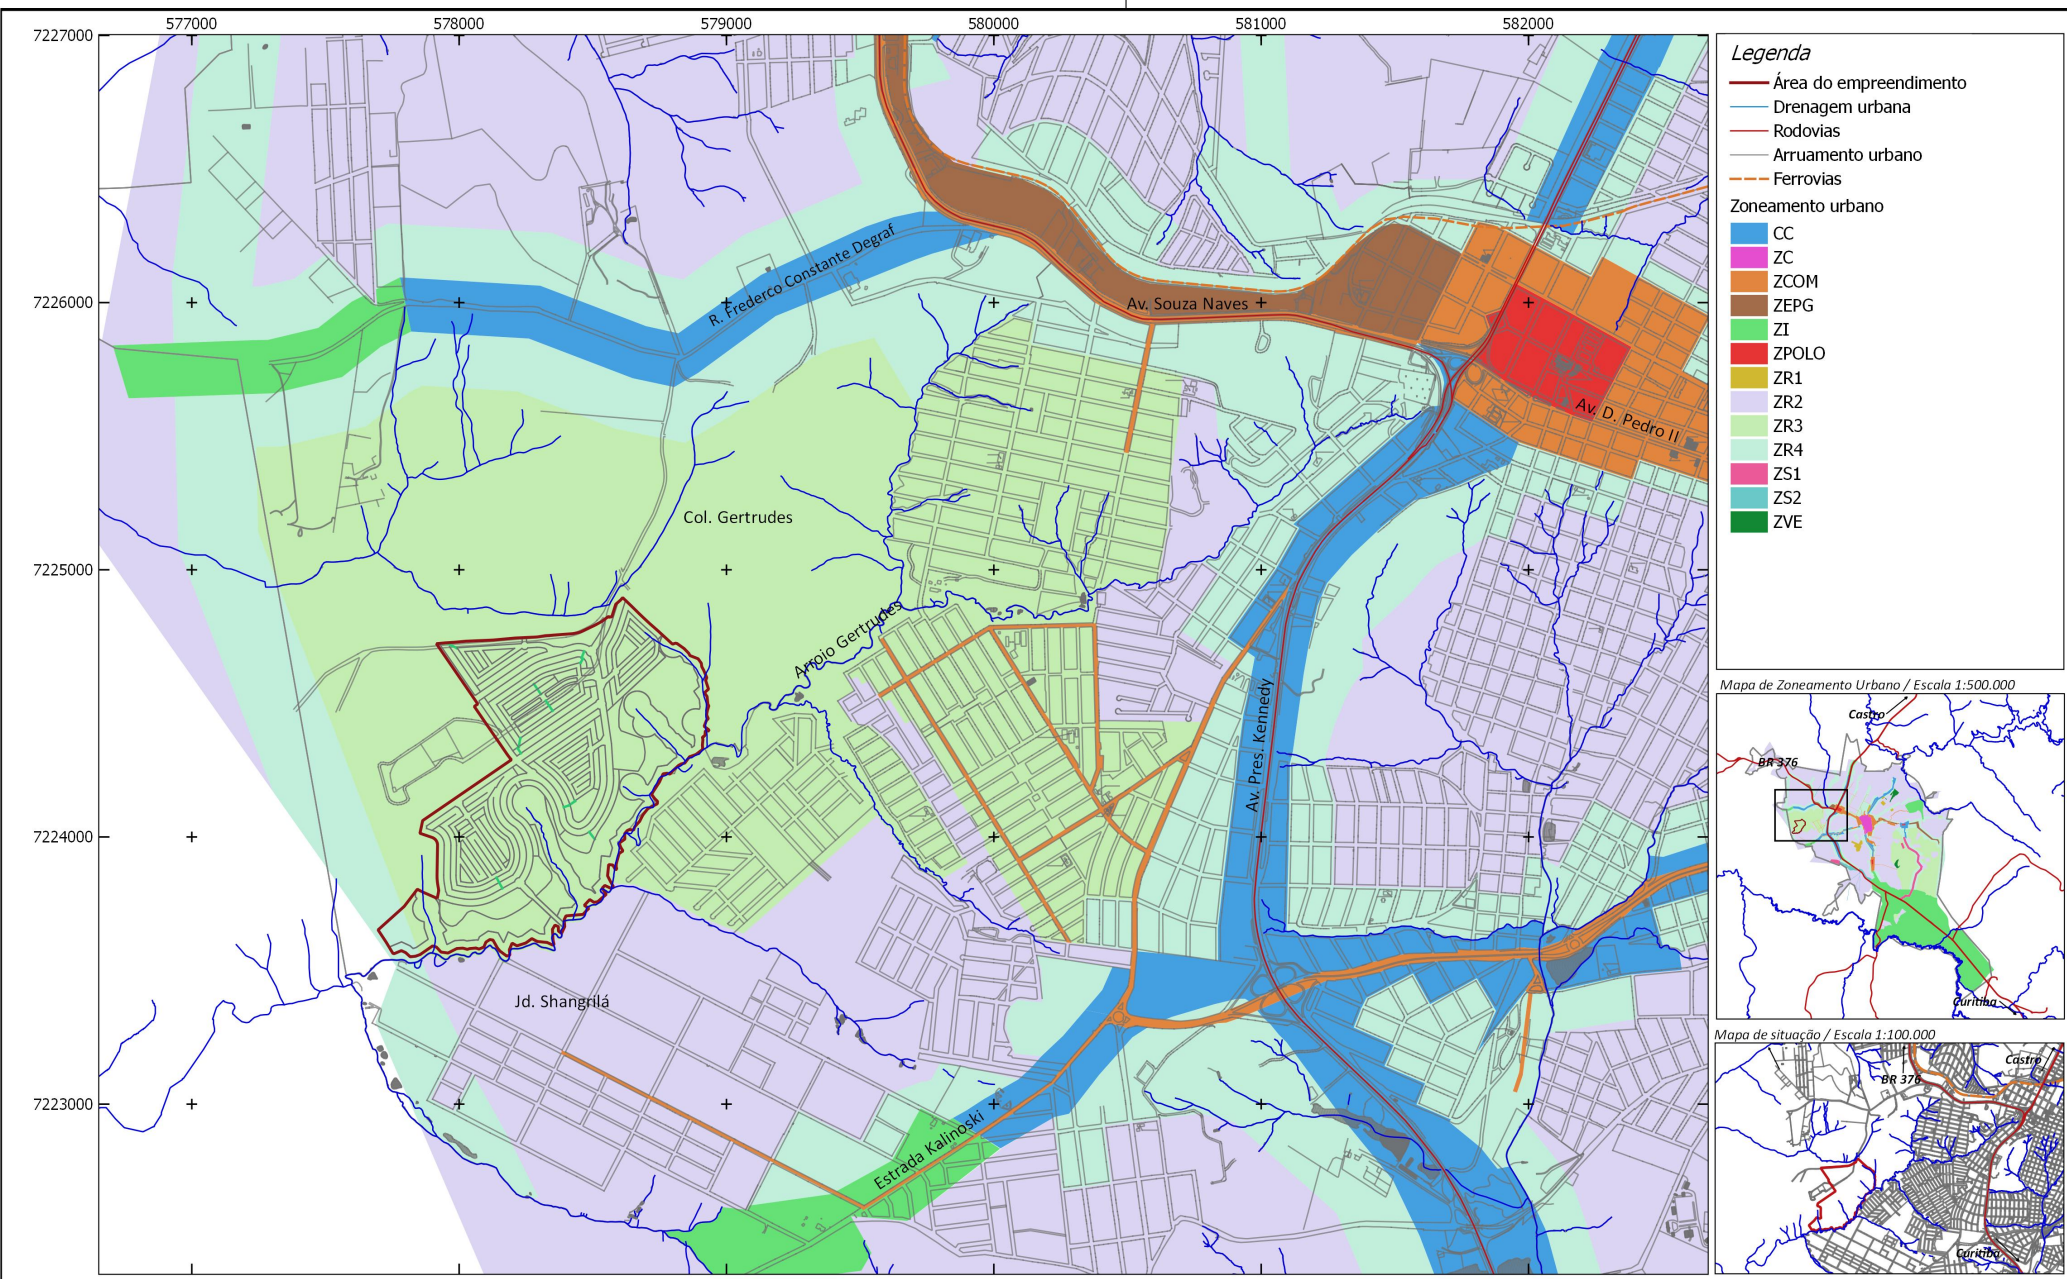 577000 578000 579000 580000 581000 582000
7227000
7226000
7225000
7224000
7223000
R. Frederco Constante Degraf
Av. Souza Naves
Av. D. Pedro II
Col. Gertrudes
Arroio Gertrudes
Av. Pres. Kennedy
Jd. Shangrilá
Estrada Kalinoski
Legenda
Área do empreendimento
Drenagem urbana
Rodovias
Arruamento urbano
Ferrovias
Zoneamento urbano
CC
ZC
ZCOM
ZEPG
ZI
ZPOLO
ZR1
ZR2
ZR3
ZR4
ZS1
ZS2
ZVE
Mapa de Zoneamento Urbano / Escala 1:500.000
Castro
BR 376
Curitiba
Mapa de situação / Escala 1:100.000
Castro
BR 376
Curitiba